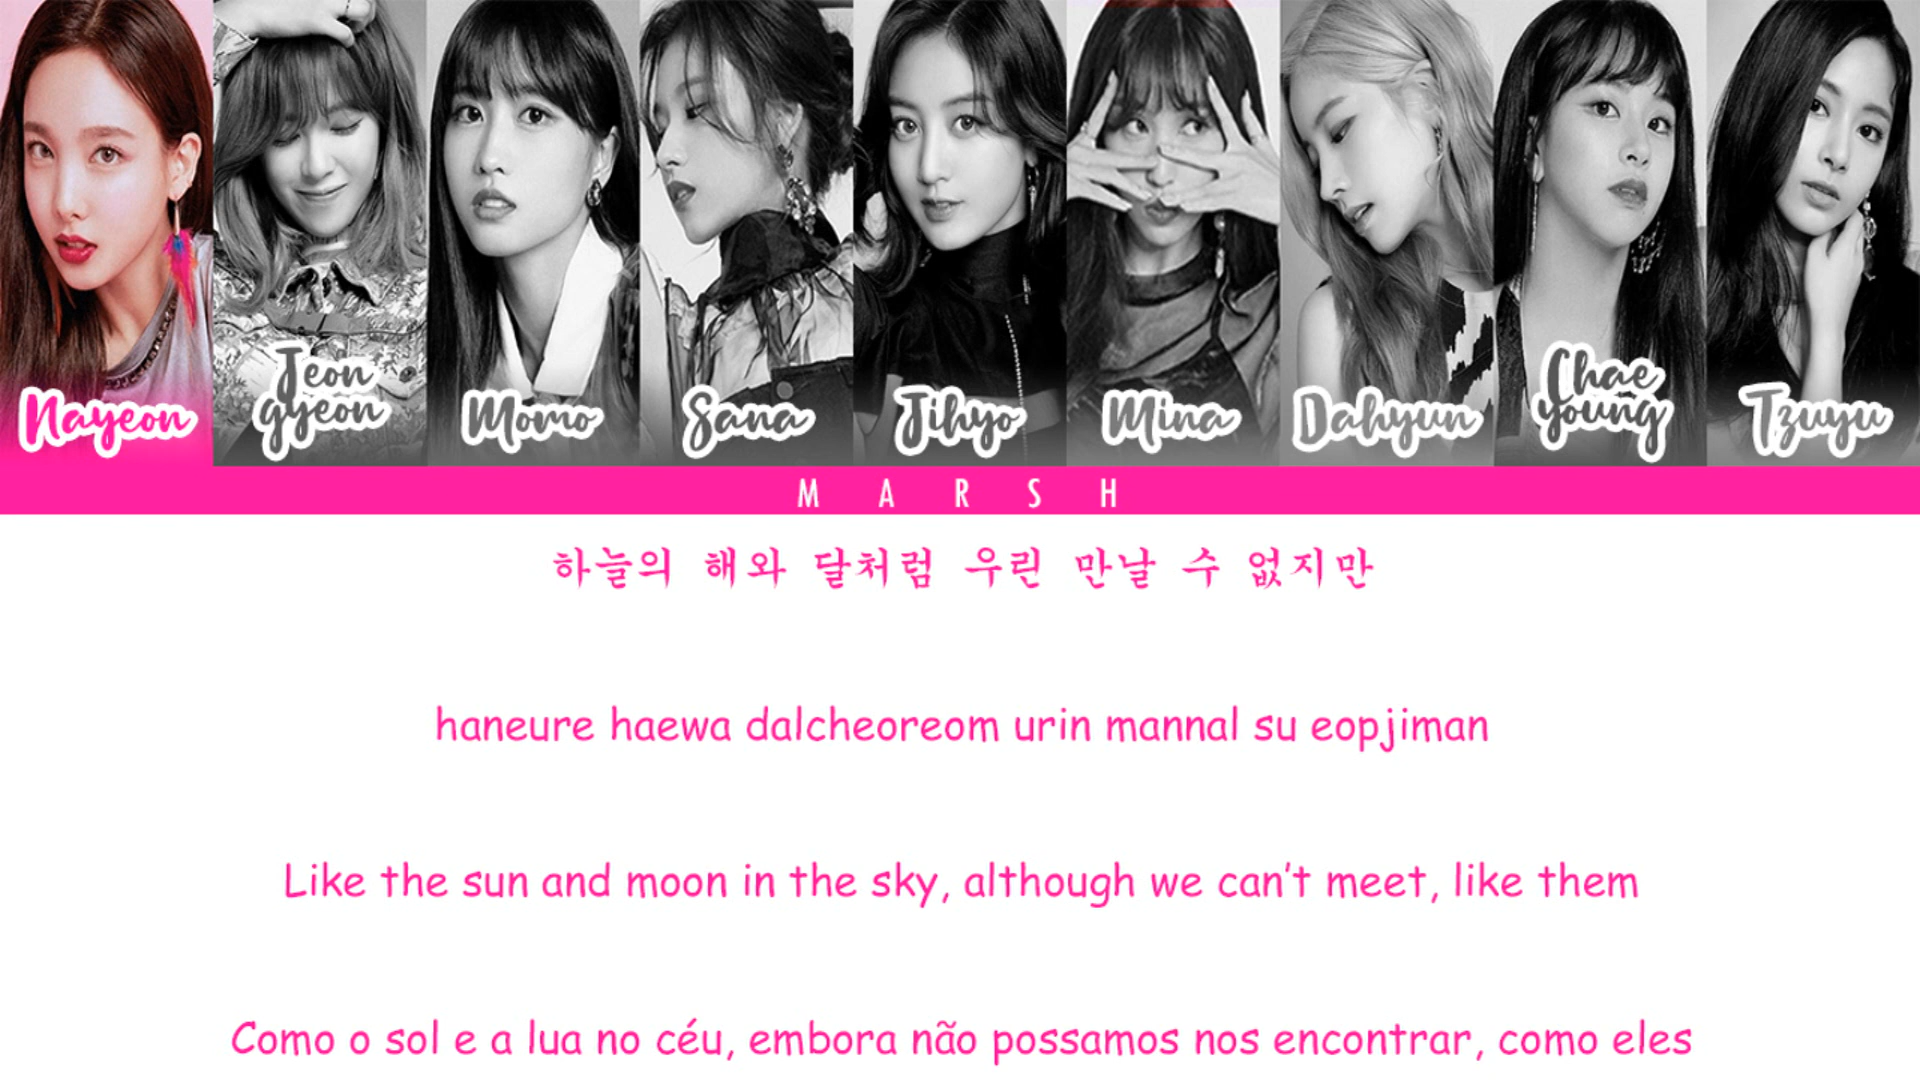 Nayeon
Jeon
gyeon
Momo
Sana
Jihyo
Mina
Dahyun
Chae
young
Tzuyu
MARSH
하늘의 해와 달처럼 우린 만날 수 없지만
haneure haewa dalcheoreom urin mannal su eopjiman
Like the sun and moon in the sky, although we can't meet, like them
Como o sol e a lua no céu, embora não possamos nos encontrar, como eles